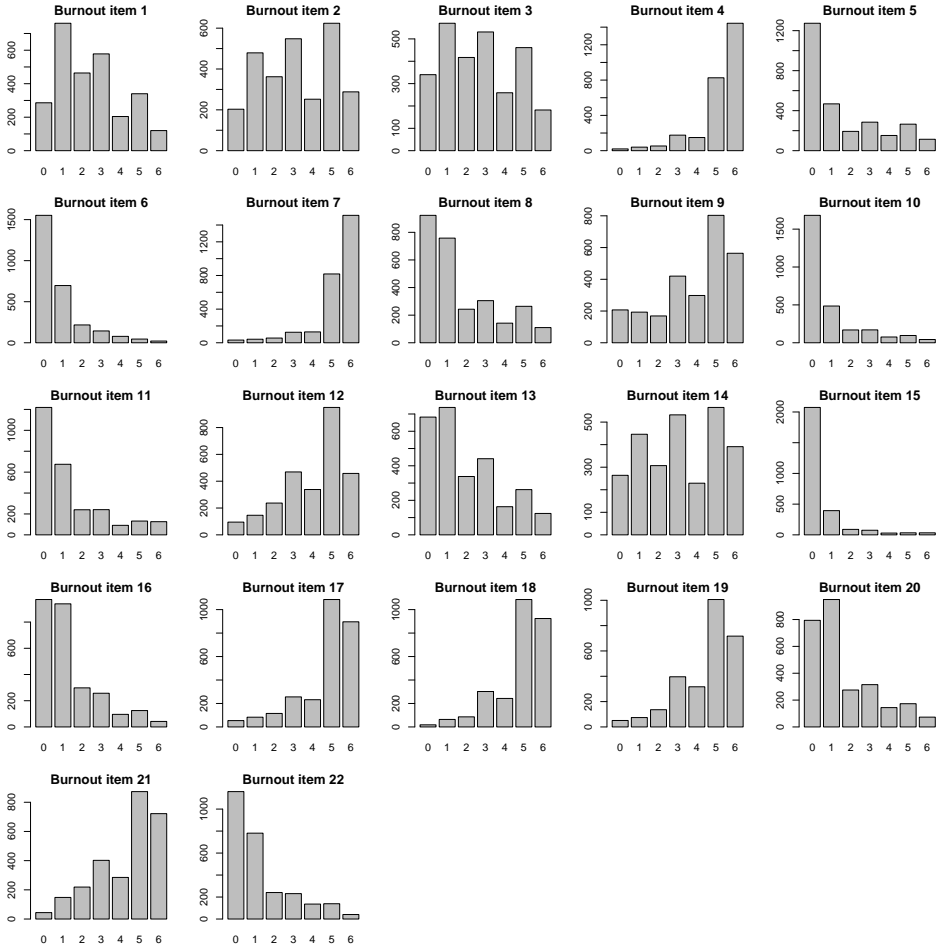 Burnout item 1
0 200 400 600
0 1 2 3 4 5 6
Burnout item 2
0 200 400 600
0 1 2 3 4 5 6
Burnout item 3
0 100 300 500
0 1 2 3 4 5 6
Burnout item 4
0 400 800 1200
0 1 2 3 4 5 6
Burnout item 5
0 400 800 1200
0 1 2 3 4 5 6
Burnout item 6
0 500 1000 1500
0 1 2 3 4 5 6
Burnout item 7
0 400 800 1200
0 1 2 3 4 5 6
Burnout item 8
0 200 400 600 800
0 1 2 3 4 5 6
Burnout item 9
0 200 400 600 800
0 1 2 3 4 5 6
Burnout item 10
0 500 1000 1500
0 1 2 3 4 5 6
Burnout item 11
0 200 600 1000
0 1 2 3 4 5 6
Burnout item 12
0 200 400 600 800
0 1 2 3 4 5 6
Burnout item 13
0 200 400 600
0 1 2 3 4 5 6
Burnout item 14
0 100 300 500
0 1 2 3 4 5 6
Burnout item 15
0 500 1000 2000
0 1 2 3 4 5 6
Burnout item 16
0 200 400 800
0 1 2 3 4 5 6
Burnout item 17
0 200 600 1000
0 1 2 3 4 5 6
Burnout item 18
0 200 600 1000
0 1 2 3 4 5 6
Burnout item 19
0 200 600 1000
0 1 2 3 4 5 6
Burnout item 20
0 200 400 600 800
0 1 2 3 4 5 6
Burnout item 21
0 200 400 600 800
0 1 2 3 4 5 6
Burnout item 22
0 200 600 1000
0 1 2 3 4 5 6